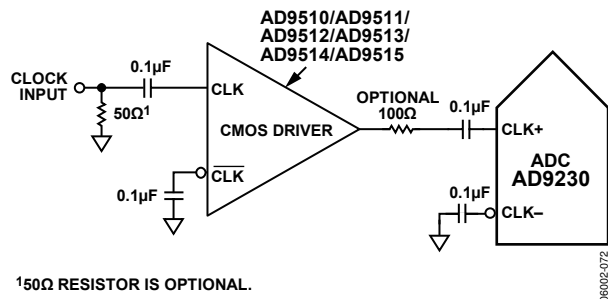 AD9510/AD9511/
AD9512/AD9513/
AD9514/AD9515
CLOCK
INPUT
0.1µF
50Ω¹
CLK
CMOS DRIVER
CLK
0.1µF
OPTIONAL
100Ω
0.1µF
CLK+
ADC
AD9230
0.1µF
CLK–
¹50Ω RESISTOR IS OPTIONAL.
06002-072